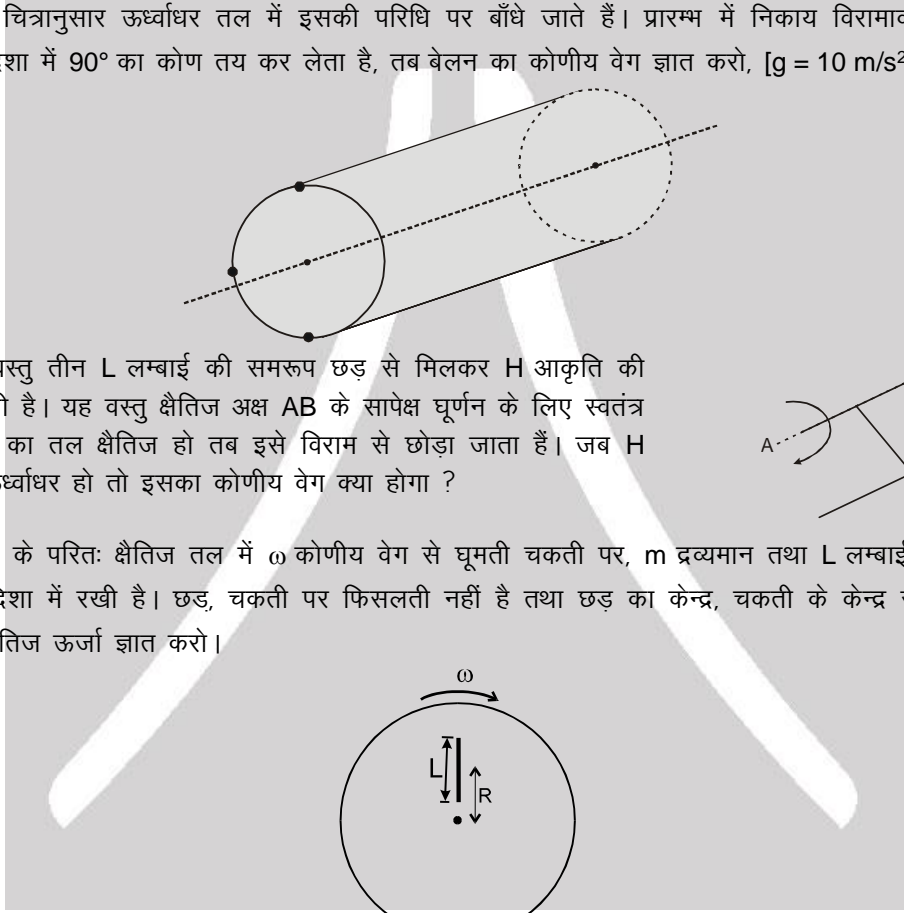 चित्रानुसार ऊर्ध्वाधर तल में इसकी परिधि पर बाँधे जाते हैं। प्रारम्भ में निकाय
में 90° का कोण तय कर लेता है, तब बेलन का कोणीय वेग ज्ञात करो, [g = 10 m/s²
तीन L लम्बाई की समरूप छड़ से मिलकर H आकृति की
है। यह वस्तु क्षैतिज अक्ष AB के सापेक्ष घूर्णन के लिए स्वतंत्र
का तल क्षैतिज हो तब इसे विराम से छोड़ा जाता हैं। जब H
हो तो इसका कोणीय वेग क्या होगा ?
A
के परितः क्षैतिज तल में ω कोणीय वेग से घूमती चकती पर, m द्रव्यमान तथा L लम्बाई
में रखी है। छड़, चकती पर फिसलती नहीं है तथा छड़ का केन्द्र, चकती के केन्द्र
ऊर्जा ज्ञात करो।
ω
L
R